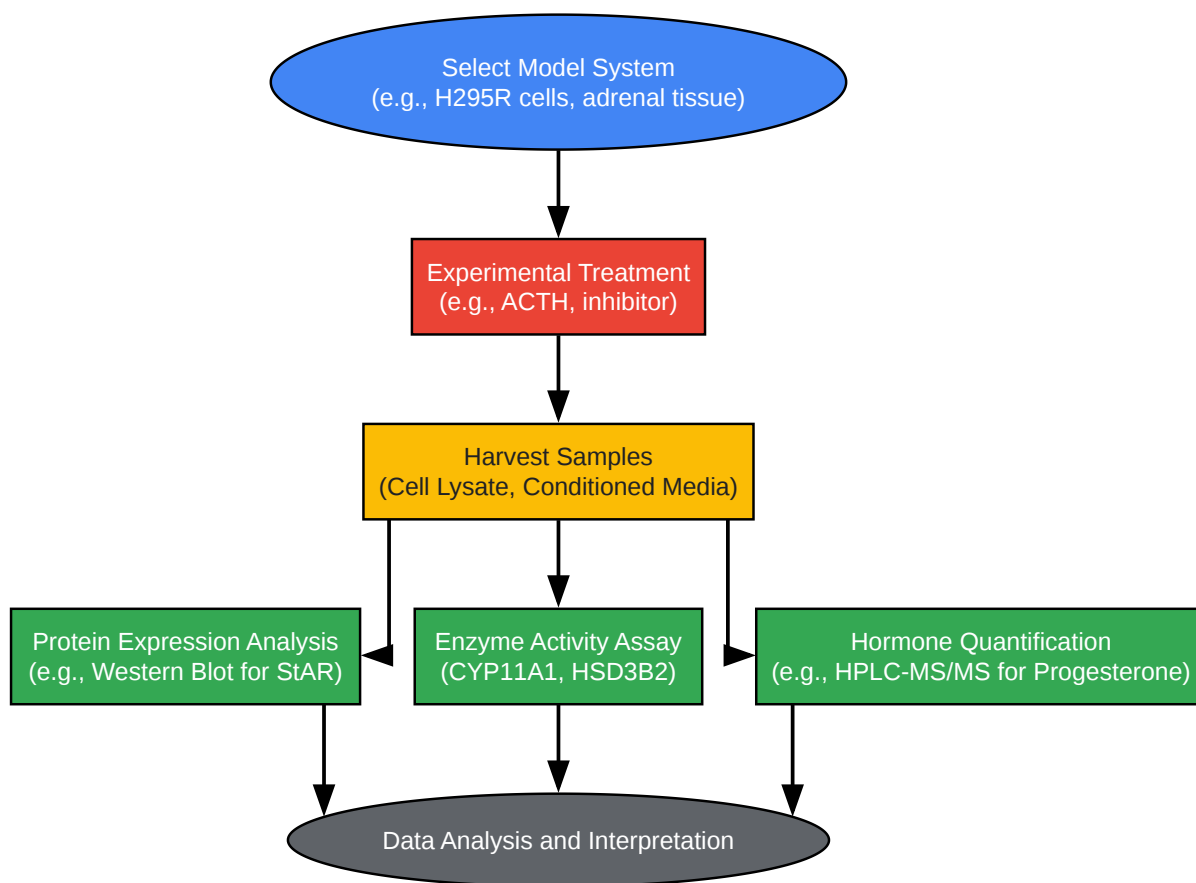 Select Model System
(e.g., H295R cells, adrenal tissue)
Experimental Treatment
(e.g., ACTH, inhibitor)
Harvest Samples
(Cell Lysate, Conditioned Media)
Protein Expression Analysis
(e.g., Western Blot for StAR)
Enzyme Activity Assay
(CYP11A1, HSD3B2)
Hormone Quantification
(e.g., HPLC-MS/MS for Progesterone)
Data Analysis and Interpretation